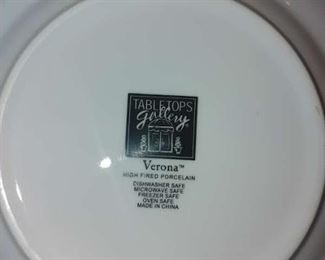 TABLETOPS
gallery®
Verona™
HIGH FIRED PORCELAIN
DISHWASHER SAFE
MICROWAVE SAFE
FREEZER SAFE
OVEN SAFE
MADE IN CHINA